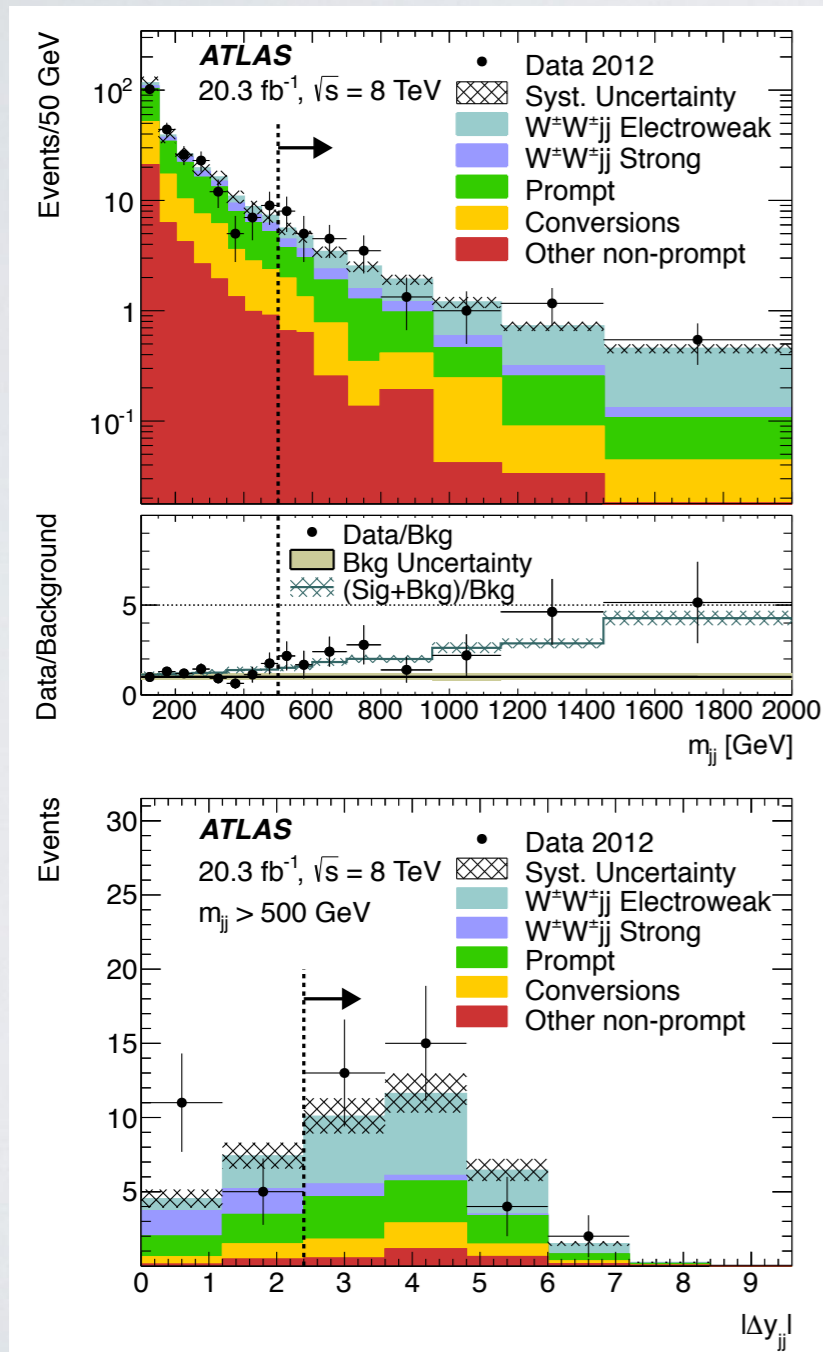 ATLAS
20.3 fb⁻¹, √s = 8 TeV
Data 2012
Syst. Uncertainty
W±W±jj Electroweak
W±W±jj Strong
Prompt
Conversions
Other non-prompt
Events/50 GeV
10²
10
1
10⁻¹
Data/Bkg
Bkg Uncertainty
(Sig+Bkg)/Bkg
Data/Background
5
0
200 400 600 800 1000 1200 1400 1600 1800 2000
m_jj [GeV]
ATLAS
20.3 fb⁻¹, √s = 8 TeV
m_jj > 500 GeV
Data 2012
Syst. Uncertainty
W±W±jj Electroweak
W±W±jj Strong
Prompt
Conversions
Other non-prompt
Events
30
25
20
15
10
5
0 1 2 3 4 5 6 7 8 9
|Δy_jj|